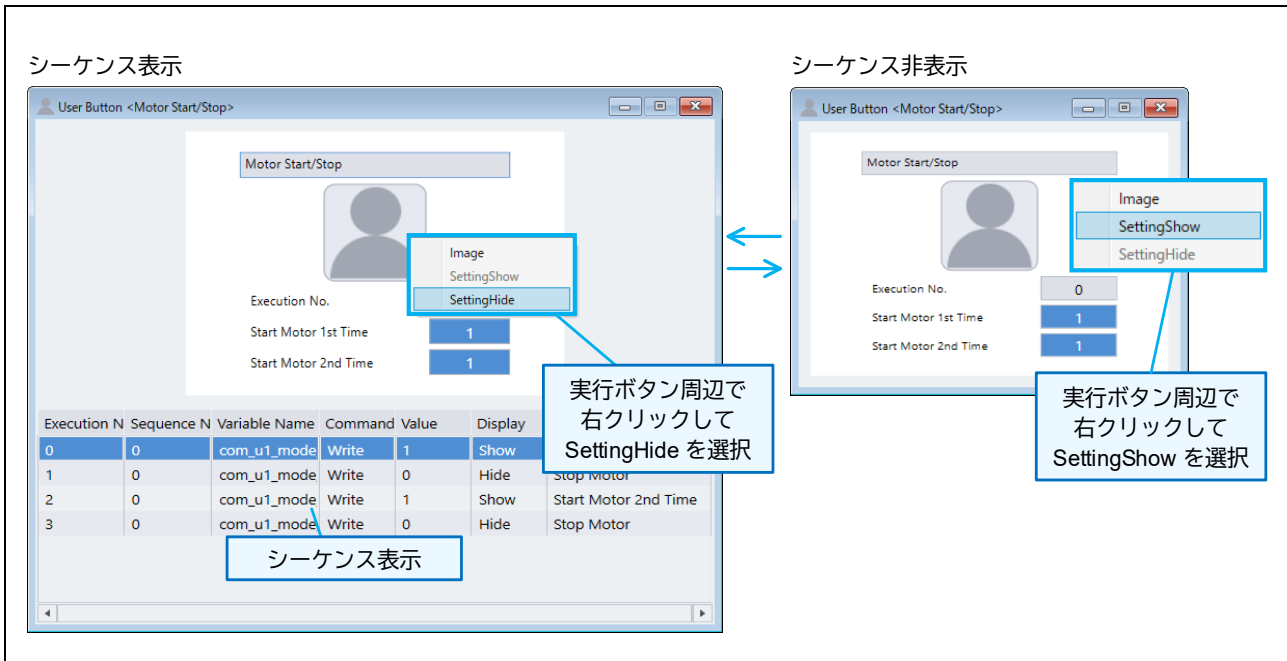 シーケンス表示
User Button <Motor Start/Stop>
Motor Start/Stop
Image
SettingShow
SettingHide
Execution No.
Start Motor 1st Time 1
Start Motor 2nd Time 1
実行ボタン周辺で
右クリックして
SettingHide を選択
Execution N Sequence N Variable Name Command Value Display
0 0 com_u1_mode Write 1 Show
1 0 com_u1_mode Write 0 Hide Stop Motor
2 0 com_u1_mode Write 1 Show Start Motor 2nd Time
3 0 com_u1_mode Write 0 Hide Stop Motor
シーケンス表示
シーケンス非表示
User Button <Motor Start/Stop>
Motor Start/Stop
Image
SettingShow
SettingHide
Execution No. 0
Start Motor 1st Time 1
Start Motor 2nd Time 1
実行ボタン周辺で
右クリックして
SettingShow を選択